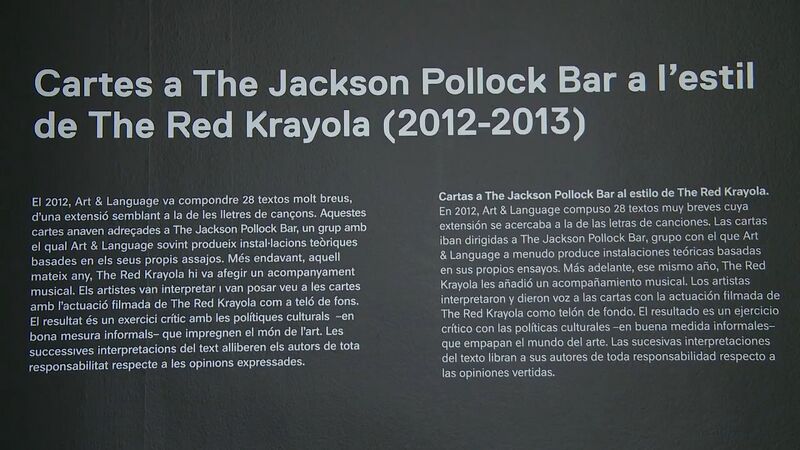 Cartes a The Jackson Pollock Bar a l'estil
de The Red Krayola (2012-2013)
El 2012, Art & Language va compondre 28 textos molt breus,
d'una extensió semblant a la de les lletres de cançons. Aquestes
cartes anaven adreçades a The Jackson Pollock Bar, un grup amb
el qual Art & Language sovint produeix instal·lacions teòriques
basades en els seus propis assajos. Més endavant, aquell
mateix any, The Red Krayola hi va afegir un acompanyament
musical. Els artistes van interpretar i van posar veu a les cartes
amb l'actuació filmada de The Red Krayola com a teló de fons.
El resultat és un exercici crític amb les polítiques culturals –en
bona mesura informals– que impregnen el món de l'art. Les
successives interpretacions del text alliberen els autors de tota
responsabilitat respecte a les opinions expressades.
Cartas a The Jackson Pollock Bar al estilo de The Red Krayola.
En 2012, Art & Language compuso 28 textos muy breves cuya
extensión se acercaba a la de las letras de canciones. Las cartas
iban dirigidas a The Jackson Pollock Bar, grupo con el que Art
& Language a menudo produce instalaciones teóricas basadas
en sus propios ensayos. Más adelante, ese mismo año, The Red
Krayola les añadió un acompañamiento musical. Los artistas
interpretaron y dieron voz a las cartas con la actuación filmada de
The Red Krayola como telón de fondo. El resultado es un ejercicio
crítico con las políticas culturales –en buena medida informales–
que empapan el mundo del arte. Las sucesivas interpretaciones
del texto libran a sus autores de toda responsabilidad respecto a
las opiniones vertidas.